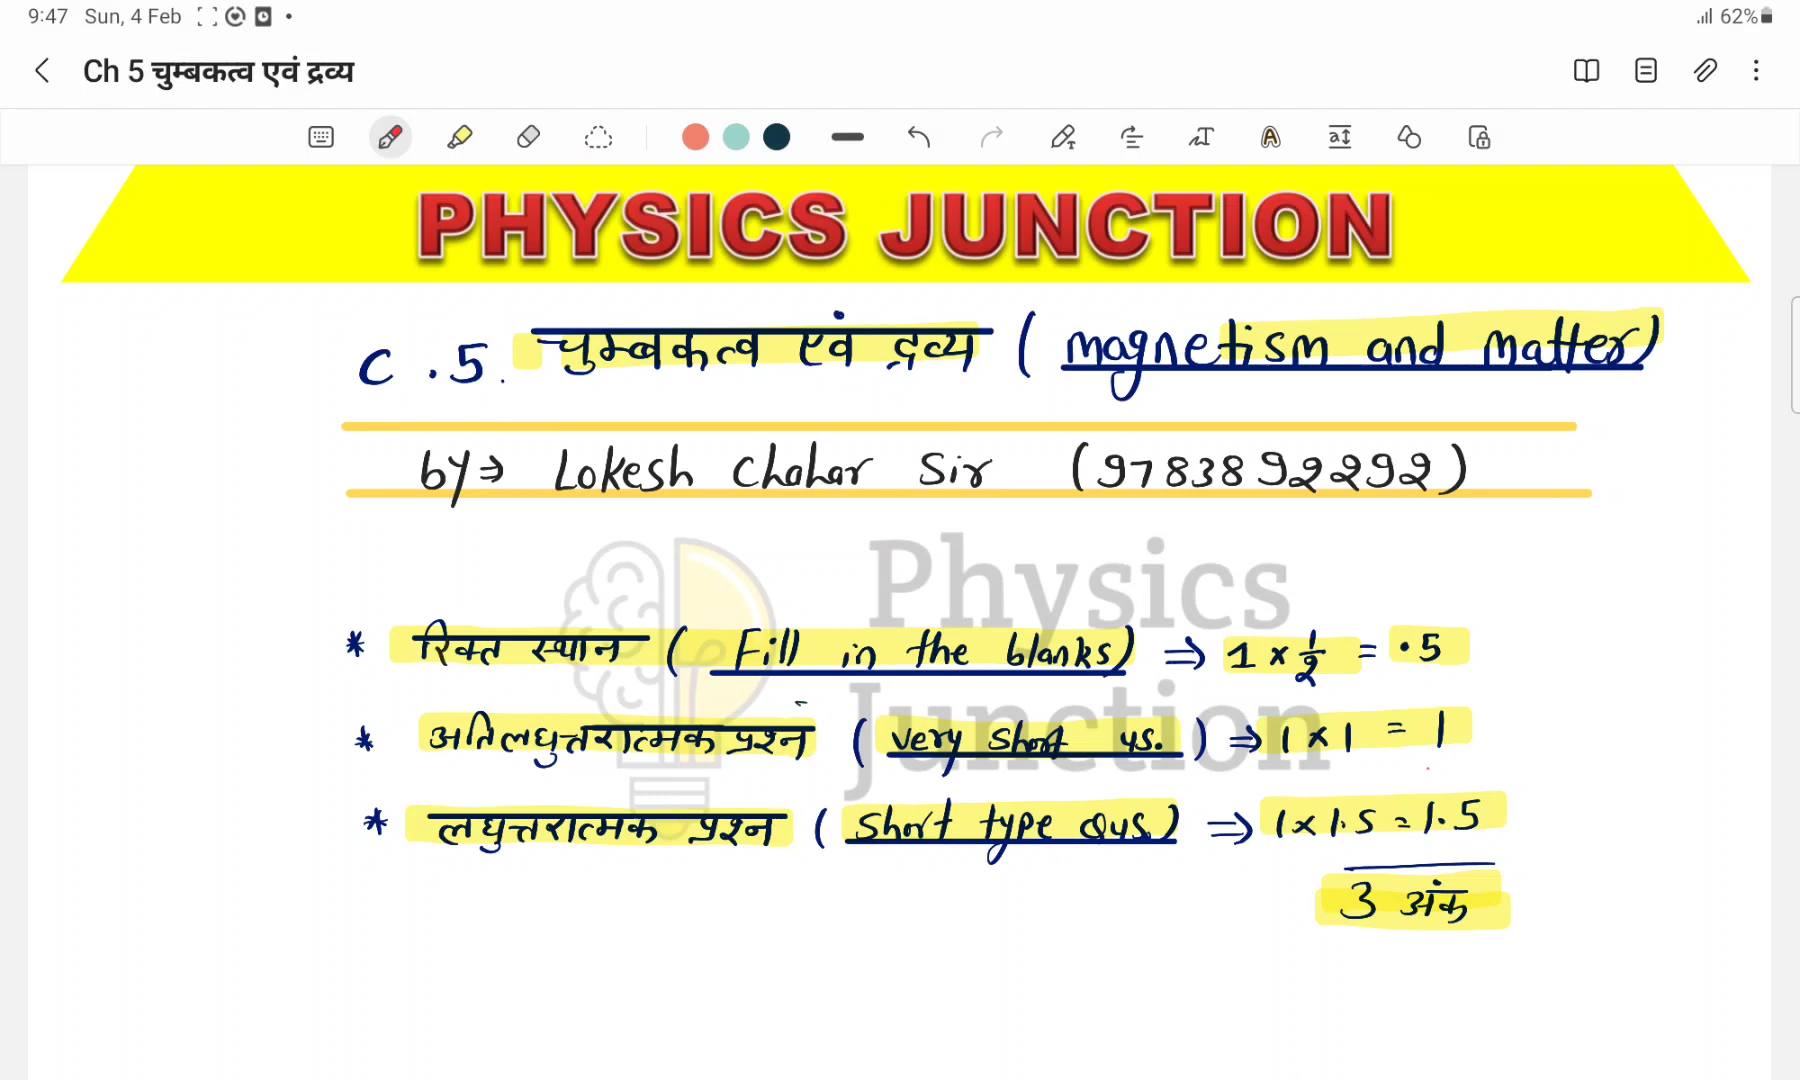 9:47 Sun, 4 Feb 62%
Ch 5 चुम्बकत्व एवं द्रव्य
PHYSICS JUNCTION
C.5. चुम्बकत्व एवं द्रव्य (magnetism and matter)
by⇒ Lokesh Chahar Sir (9783892292)
Physics
Junction
* रिक्त स्थान (Fill in the blanks) ⇒ 1 × 1/2 = .5
* अतिलघुत्तरात्मक प्रश्न (very short qs.) ⇒ 1 × 1 = 1
* लघुत्तरात्मक प्रश्न (short type Qus.) ⇒ 1 × 1.5 = 1.5
3 अंक